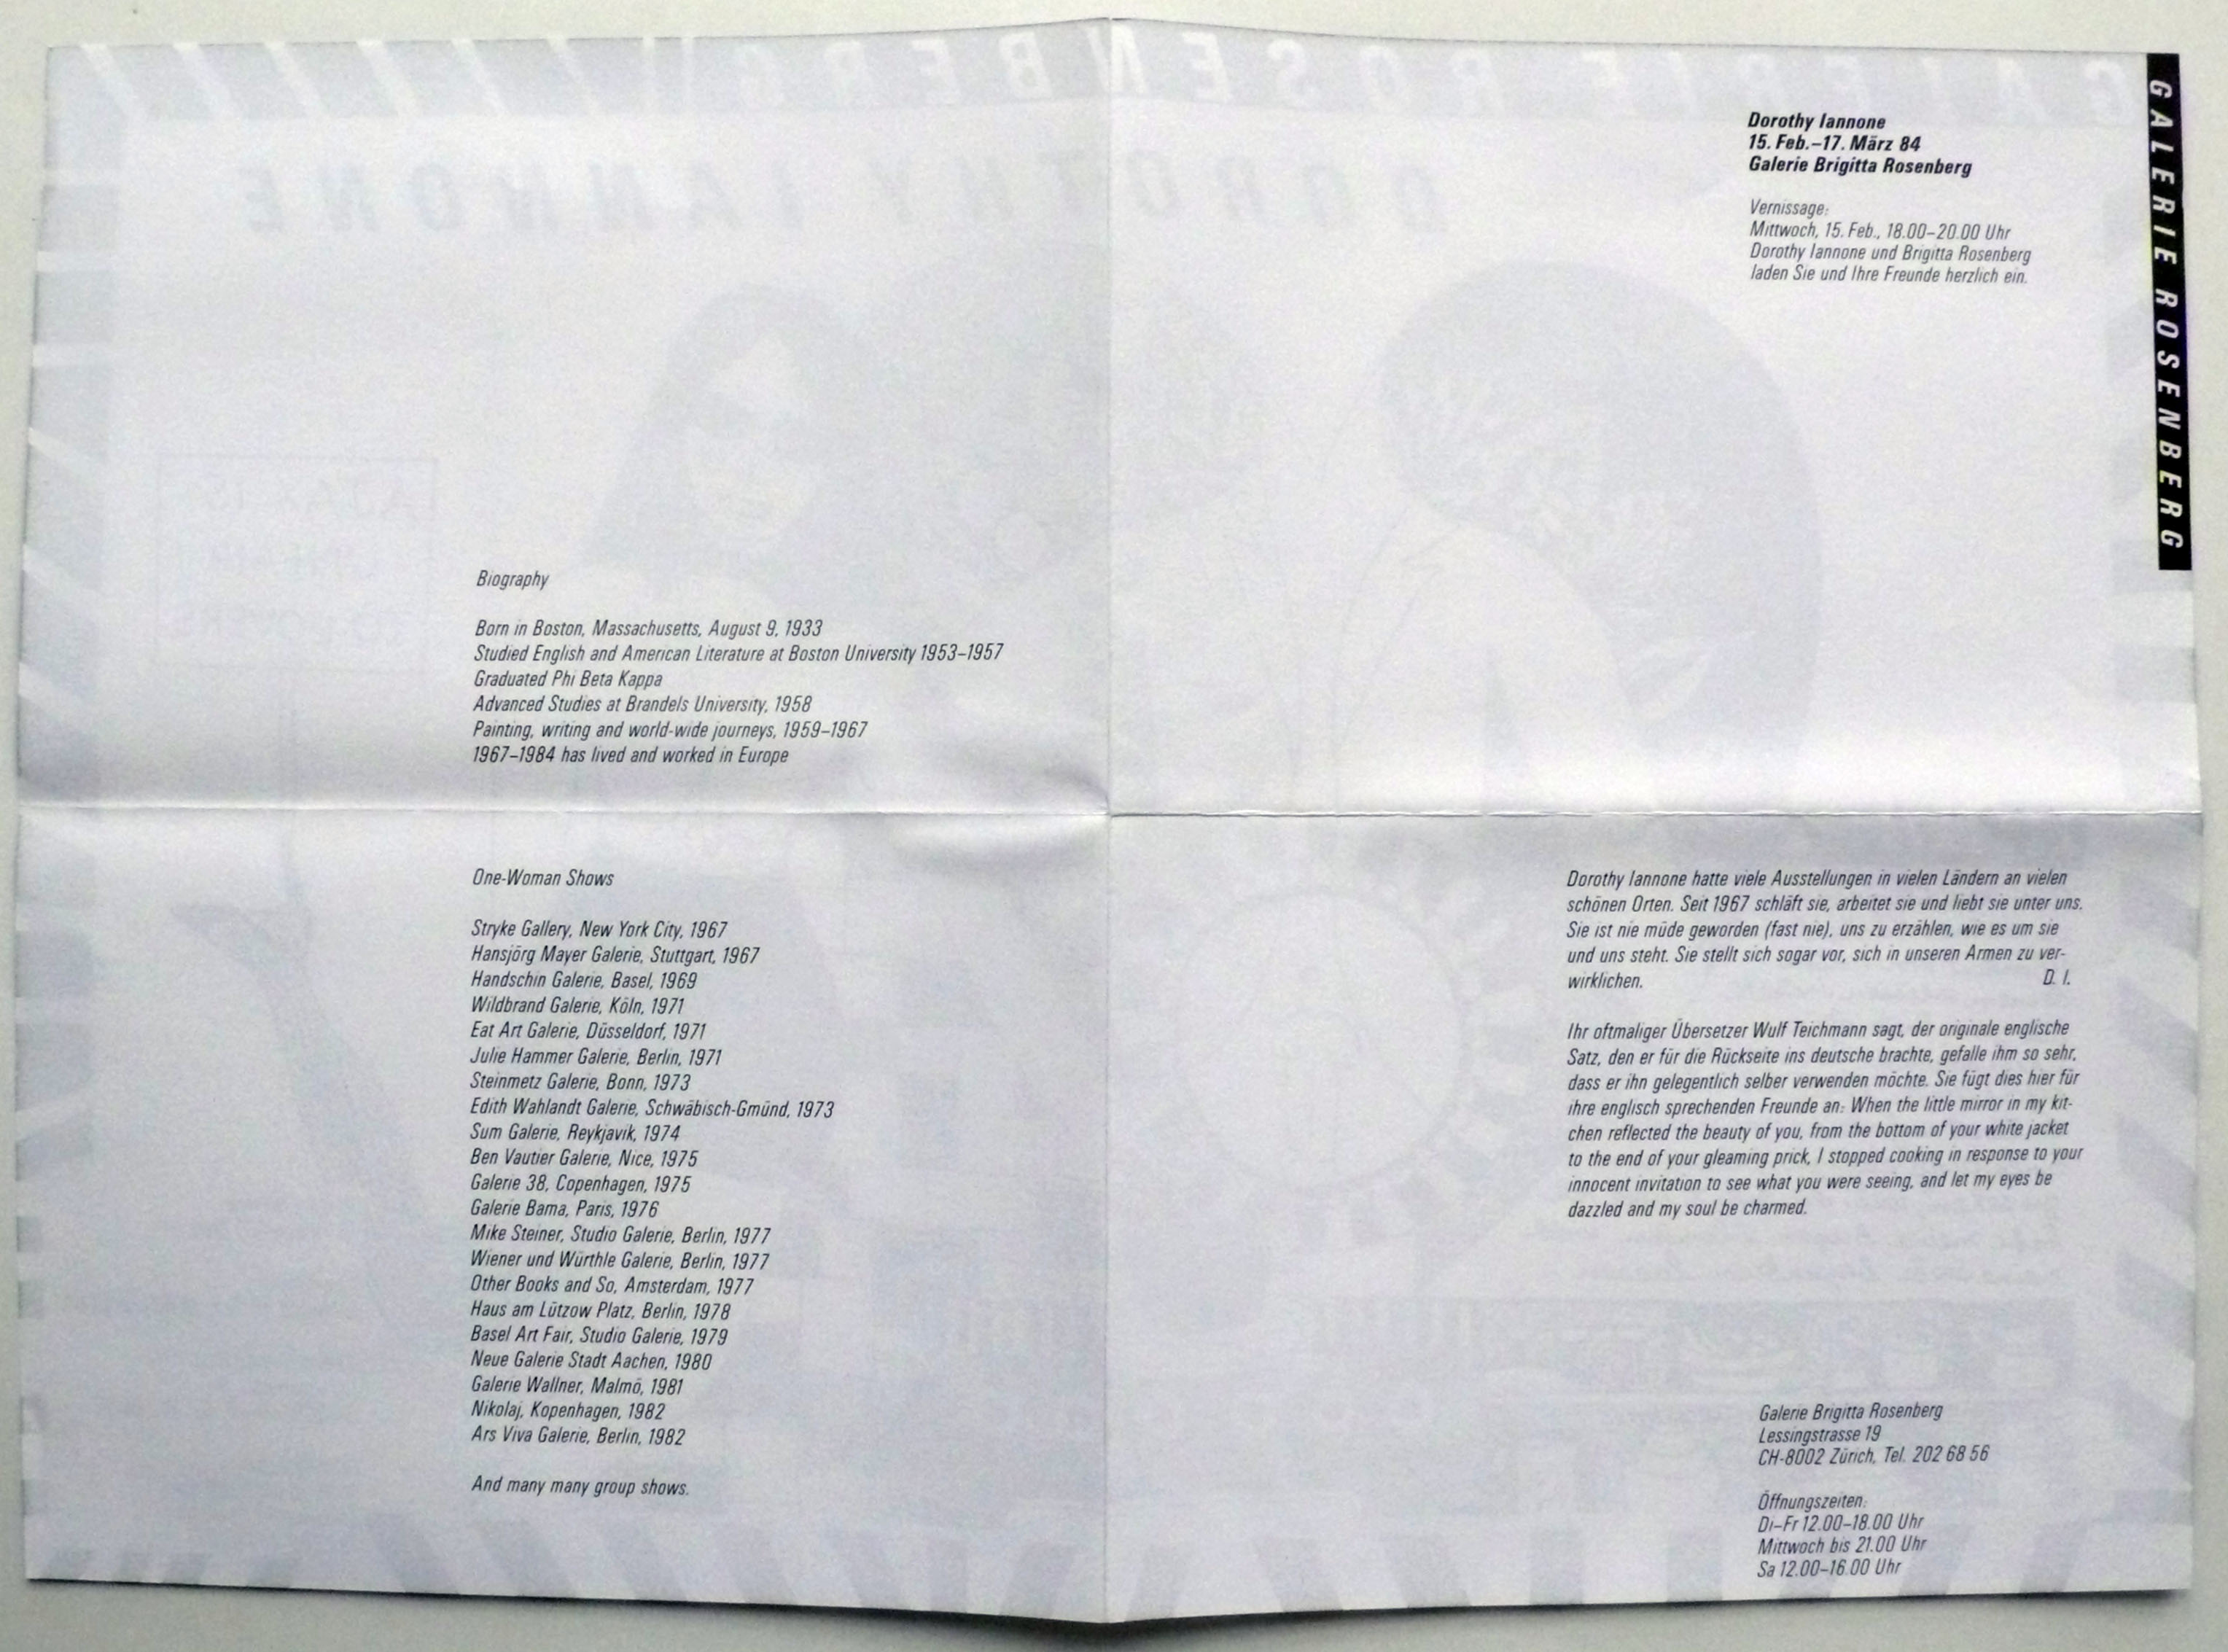 GALERIE ROSENBERG
Dorothy Iannone
15. Feb.–17. März 84
Galerie Brigitta Rosenberg
Vernissage:
Mittwoch, 15. Feb., 18.00–20.00 Uhr
Dorothy Iannone und Brigitta Rosenberg
laden Sie und Ihre Freunde herzlich ein.
Biography
Born in Boston, Massachusetts, August 9, 1933
Studied English and American Literature at Boston University 1953–1957
Graduated Phi Beta Kappa
Advanced Studies at Brandels University, 1958
Painting, writing and world-wide journeys, 1959–1967
1967–1984 has lived and worked in Europe
One-Woman Shows
Stryke Gallery, New York City, 1967
Hansjörg Mayer Galerie, Stuttgart, 1967
Handschin Galerie, Basel, 1969
Wildbrand Galerie, Köln, 1971
Eat Art Galerie, Düsseldorf, 1971
Julie Hammer Galerie, Berlin, 1971
Steinmetz Galerie, Bonn, 1973
Edith Wahlandt Galerie, Schwäbisch-Gmünd, 1973
Sum Galerie, Reykjavik, 1974
Ben Vautier Galerie, Nice, 1975
Galerie 38, Copenhagen, 1975
Galerie Bama, Paris, 1976
Mike Steiner, Studio Galerie, Berlin, 1977
Wiener und Würthle Galerie, Berlin, 1977
Other Books and So, Amsterdam, 1977
Haus am Lützow Platz, Berlin, 1978
Basel Art Fair, Studio Galerie, 1979
Neue Galerie Stadt Aachen, 1980
Galerie Wallner, Malmö, 1981
Nikolaj, Kopenhagen, 1982
Ars Viva Galerie, Berlin, 1982
And many many group shows.
Dorothy Iannone hatte viele Ausstellungen in vielen Ländern an vielen
schönen Orten. Seit 1967 schläft sie, arbeitet sie und liebt sie unter uns.
Sie ist nie müde geworden (fast nie), uns zu erzählen, wie es um sie
und uns steht. Sie stellt sich sogar vor, sich in unseren Armen zu ver-
wirklichen. D. I.
Ihr oftmaliger Übersetzer Wulf Teichmann sagt, der originale englische
Satz, den er für die Rückseite ins deutsche brachte, gefalle ihm so sehr,
dass er ihn gelegentlich selber verwenden möchte. Sie fügt dies hier für
ihre englisch sprechenden Freunde an: When the little mirror in my kit-
chen reflected the beauty of you, from the bottom of your white jacket
to the end of your gleaming prick, I stopped cooking in response to your
innocent invitation to see what you were seeing, and let my eyes be
dazzled and my soul be charmed.
Galerie Brigitta Rosenberg
Lessingstrasse 19
CH-8002 Zürich, Tel. 202 68 56
Öffnungszeiten:
Di–Fr 12.00–18.00 Uhr
Mittwoch bis 21.00 Uhr
Sa 12.00–16.00 Uhr